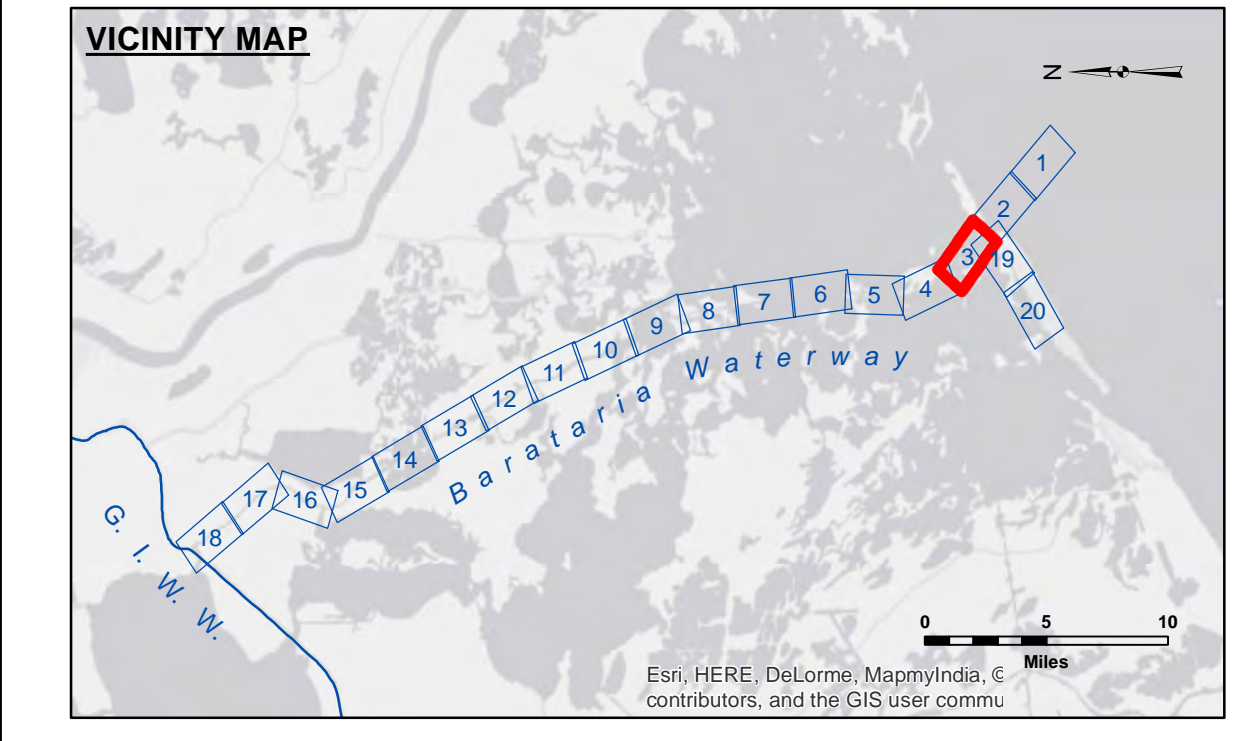 VICINITY MAP
N
1
2
3
19
20
4
5
6
7
8
9
10
11
12
13
14
15
16
17
18
Barataria Waterway
G. I. W. W.
0 5 10
Miles
Esri, HERE, DeLorme, MapmyIndia, ©
contributors, and the GIS user commu